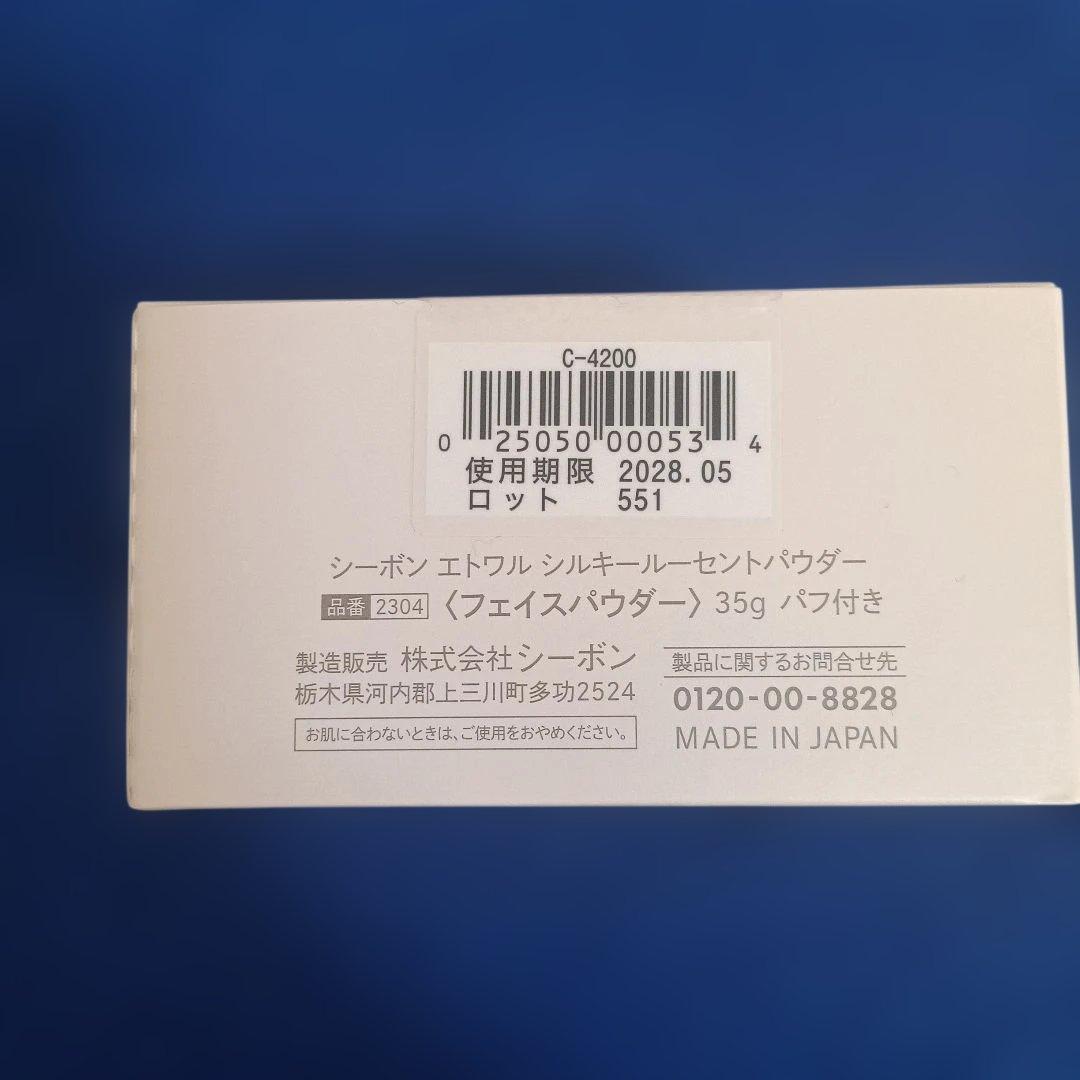 C-4200
0 25050 00053 4
使用期限 2028.05
ロット 551
シーボン エトワル シルキールーセントパウダー
品番 2304 〈フェイスパウダー〉 35g パフ付き
製造販売 株式会社シーボン
栃木県河内郡上三川町多功2524
お肌に合わないときは、ご使用をおやめください。
製品に関するお問合せ先
0120-00-8828
MADE IN JAPAN